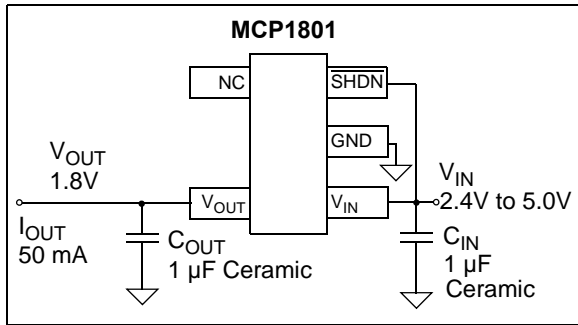 MCP1801
NC
SHDN
GND
VOUT
1.8V
VOUT
VIN
VIN
2.4V to 5.0V
IOUT
50 mA
COUT
1 µF Ceramic
CIN
1 µF
Ceramic